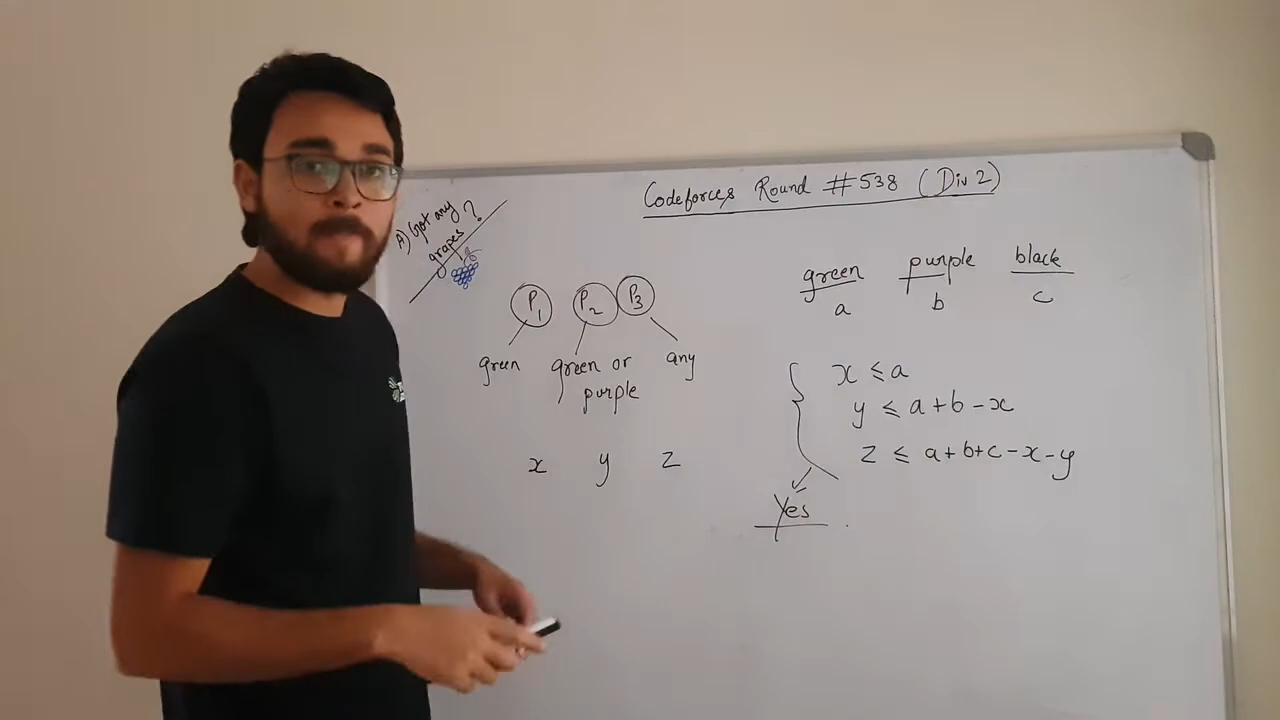 Codeforces Round #538 (Div 2)
A) Got any
grapes?
green purple black
a b c
P1 P2 P3
green green or any
purple
x y z
x ≤ a
y ≤ a+b-x
z ≤ a+b+c-x-y
Yes